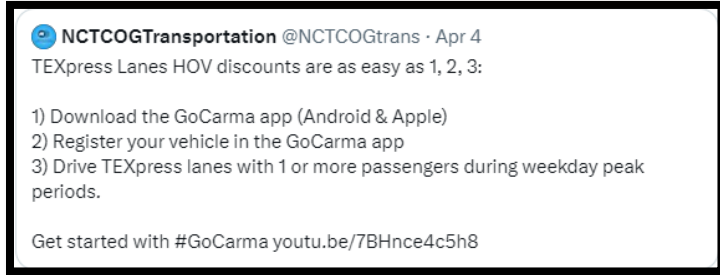 NCTCOGTransportation @NCTCOGtrans · Apr 4
TEXpress Lanes HOV discounts are as easy as 1, 2, 3:
1) Download the GoCarma app (Android & Apple)
2) Register your vehicle in the GoCarma app
3) Drive TEXpress lanes with 1 or more passengers during weekday peak
periods.
Get started with #GoCarma youtu.be/7BHnce4c5h8